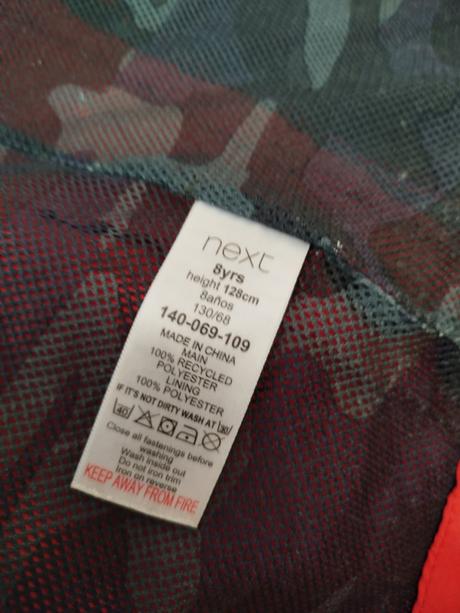 next
8yrs
height 128cm
8años
130/68
140-069-109
MADE IN CHINA
MAIN
100% RECYCLED
POLYESTER
LINING
100% POLYESTER
IF IT'S NOT DIRTY WASH AT 30
40
Close all fastenings before
washing
Wash inside out
Do not iron trim
Iron on reverse
KEEP AWAY FROM FIRE